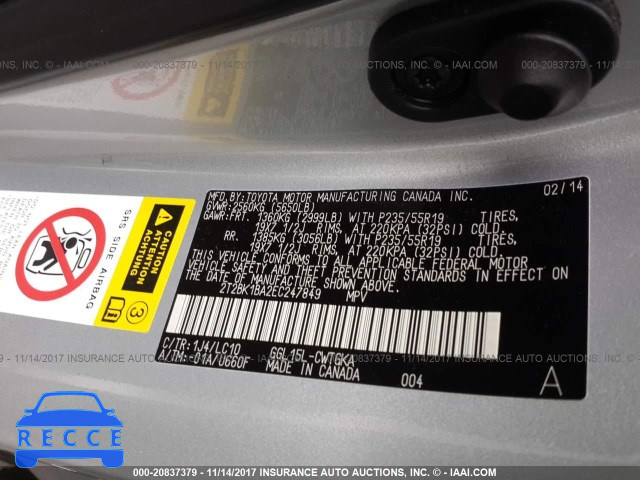 000-20837379 - 11/14/2017 INSURANCE AUTO AUCTIONS, INC. - © IAAI.COM
MFD. BY: TOYOTA MOTOR MANUFACTURING CANADA INC. 02/14
GVWR: 2560KG (5650LB)
GAWR: FRT. 1360KG (2999LB) WITH P235/55R19 TIRES,
19X7 1/2J RIMS, AT 220KPA (32PSI) COLD.
RR. 1385KG (3056LB) WITH P235/55R19 TIRES,
19X7 1/2J RIMS, AT 220KPA (32PSI) COLD.
THIS VEHICLE CONFORMS TO ALL APPLICABLE FEDERAL MOTOR
VEHICLE SAFETY AND THEFT PREVENTION STANDARDS IN EFFECT
ON THE DATE OF MANUFACTURE SHOWN ABOVE.
2T2BK1BA2EC247849 MPV
C/TR: 1J4/LC10 GGL15L-CWTGKA
A/TM: -01A/U660F MADE IN CANADA 004 A
CAUTION
ACHTUNG
ATTENTION
SRS SIDE AIRBAG
3
RECCE
000-20837379 - 11/14/2017 INSURANCE AUTO AUCTIONS, INC. - © IAAI.COM